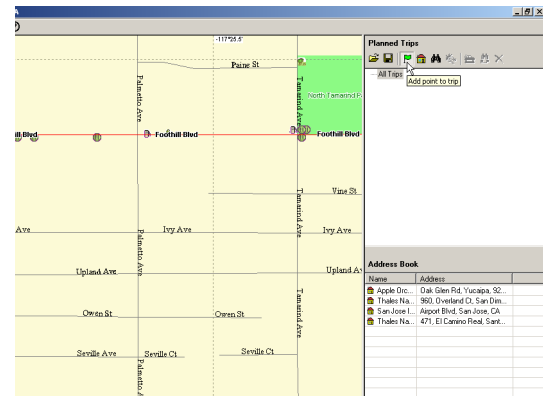 A
-117°25.5'
Paine St
Palmetto Ave
Tamarind Ave
North Tamarind Pa
ill Blvd
Foothill Blvd
Foothill Blvd
Vine St
Ave
Ivy Ave
Ivy Ave
Palmetto Ave
Tamarind Ave
Upland Ave
Upland Av
Owen St
Owen St
Tamarind Ave
Seville Ave
Seville Ct
Seville Ct
Palmetto A
Planned Trips
All Trips
Add point to trip
Address Book
Name Address
Apple Orc... Oak Glen Rd, Yucaipa, 92...
Thales Na... 960, Overland Ct, San Dim...
San Jose I... Airport Blvd, San Jose, CA
Thales Na... 471, El Camino Real, Sant...